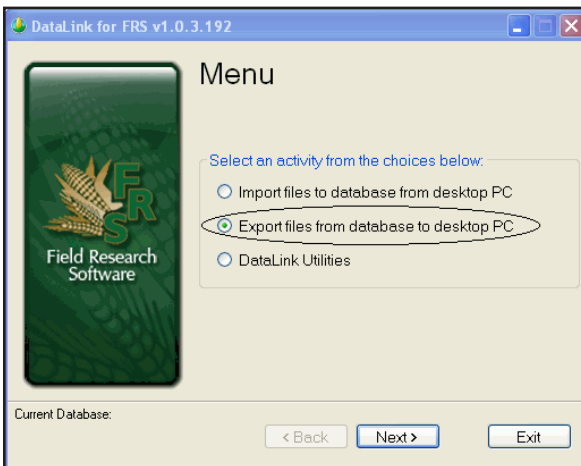 DataLink for FRS v1.0.3.192
Menu
Select an activity from the choices below:
Import files to database from desktop PC
Export files from database to desktop PC
DataLink Utilities
FRS
Field Research
Software
Current Database:
< Back
Next >
Exit